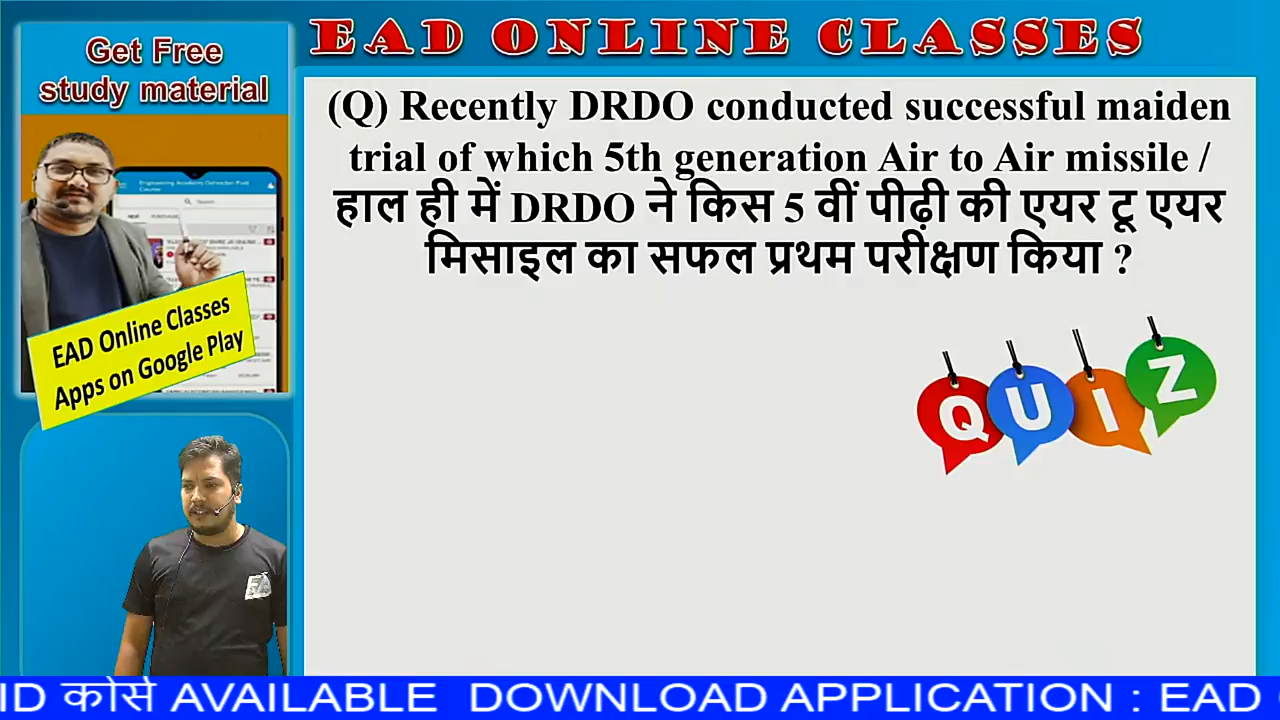 EAD ONLINE CLASSES
Get Free
study material
(Q) Recently DRDO conducted successful maiden
trial of which 5th generation Air to Air missile /
हाल ही में DRDO ने किस 5 वीं पीढ़ी की एयर टू एयर
मिसाइल का सफल प्रथम परीक्षण किया ?
EAD Online Classes
Apps on Google Play
QUIZ
ID कोर्स AVAILABLE DOWNLOAD APPLICATION : EAD